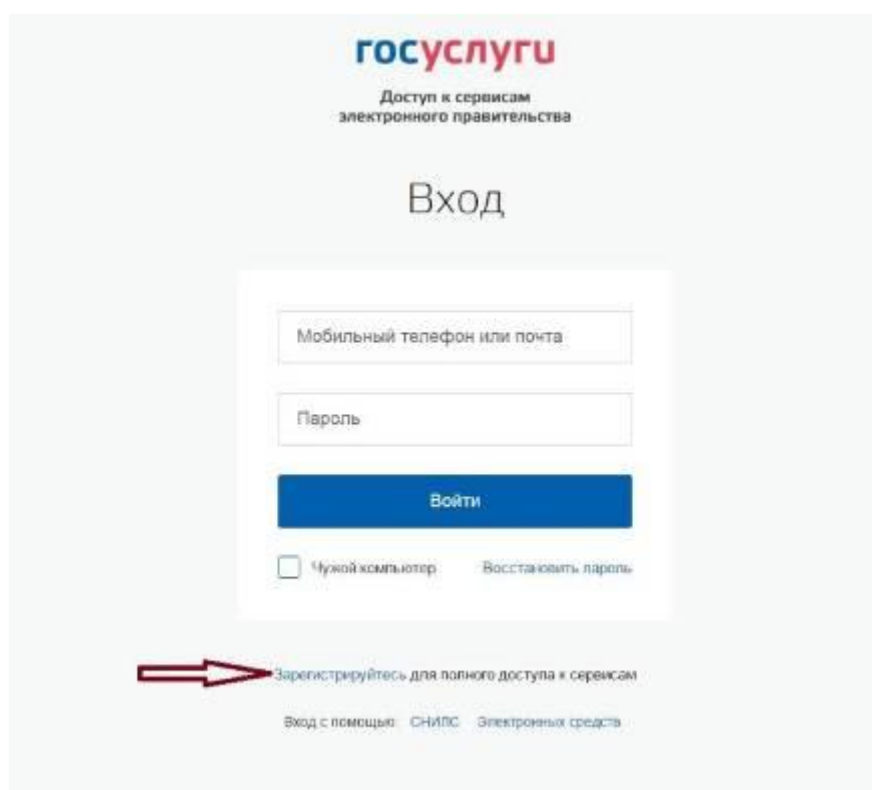 госуслуги
Доступ к сервисам
электронного правительства
Вход
Мобильный телефон или почта
Пароль
Войти
Чужой компьютер Восстановить пароль
Зарегистрируйтесь для полного доступа к сервисам
Вход с помощью СНИЛС Электронных средств